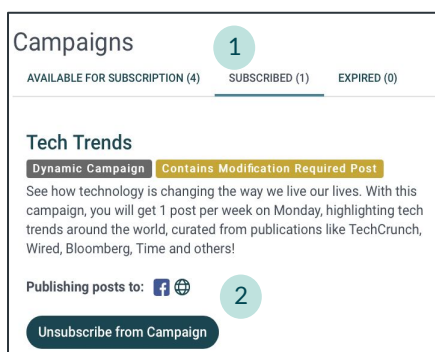 Campaigns
1
AVAILABLE FOR SUBSCRIPTION (4) SUBSCRIBED (1) EXPIRED (0)
Tech Trends
Dynamic Campaign Contains Modification Required Post
See how technology is changing the way we live our lives. With this
campaign, you will get 1 post per week on Monday, highlighting tech
trends around the world, curated from publications like TechCrunch,
Wired, Bloomberg, Time and others!
Publishing posts to:
2
Unsubscribe from Campaign